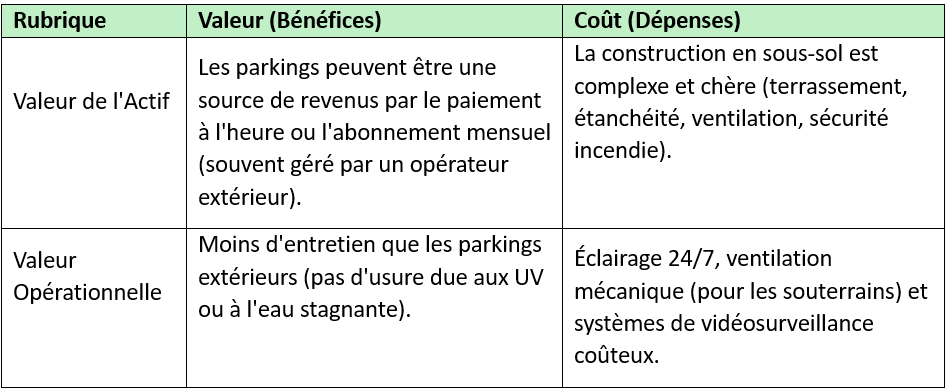 Rubrique
Valeur (Bénéfices)
Coût (Dépenses)
Valeur de l'Actif
Les parkings peuvent être une
source de revenus par le paiement
à l'heure ou l'abonnement mensuel
(souvent géré par un opérateur
extérieur).
La construction en sous-sol est
complexe et chère (terrassement,
étanchéité, ventilation, sécurité
incendie).
Valeur
Opérationnelle
Moins d'entretien que les parkings
extérieurs (pas d'usure due aux UV
ou à l'eau stagnante).
Éclairage 24/7, ventilation
mécanique (pour les souterrains) et
systèmes de vidéosurveillance
coûteux.